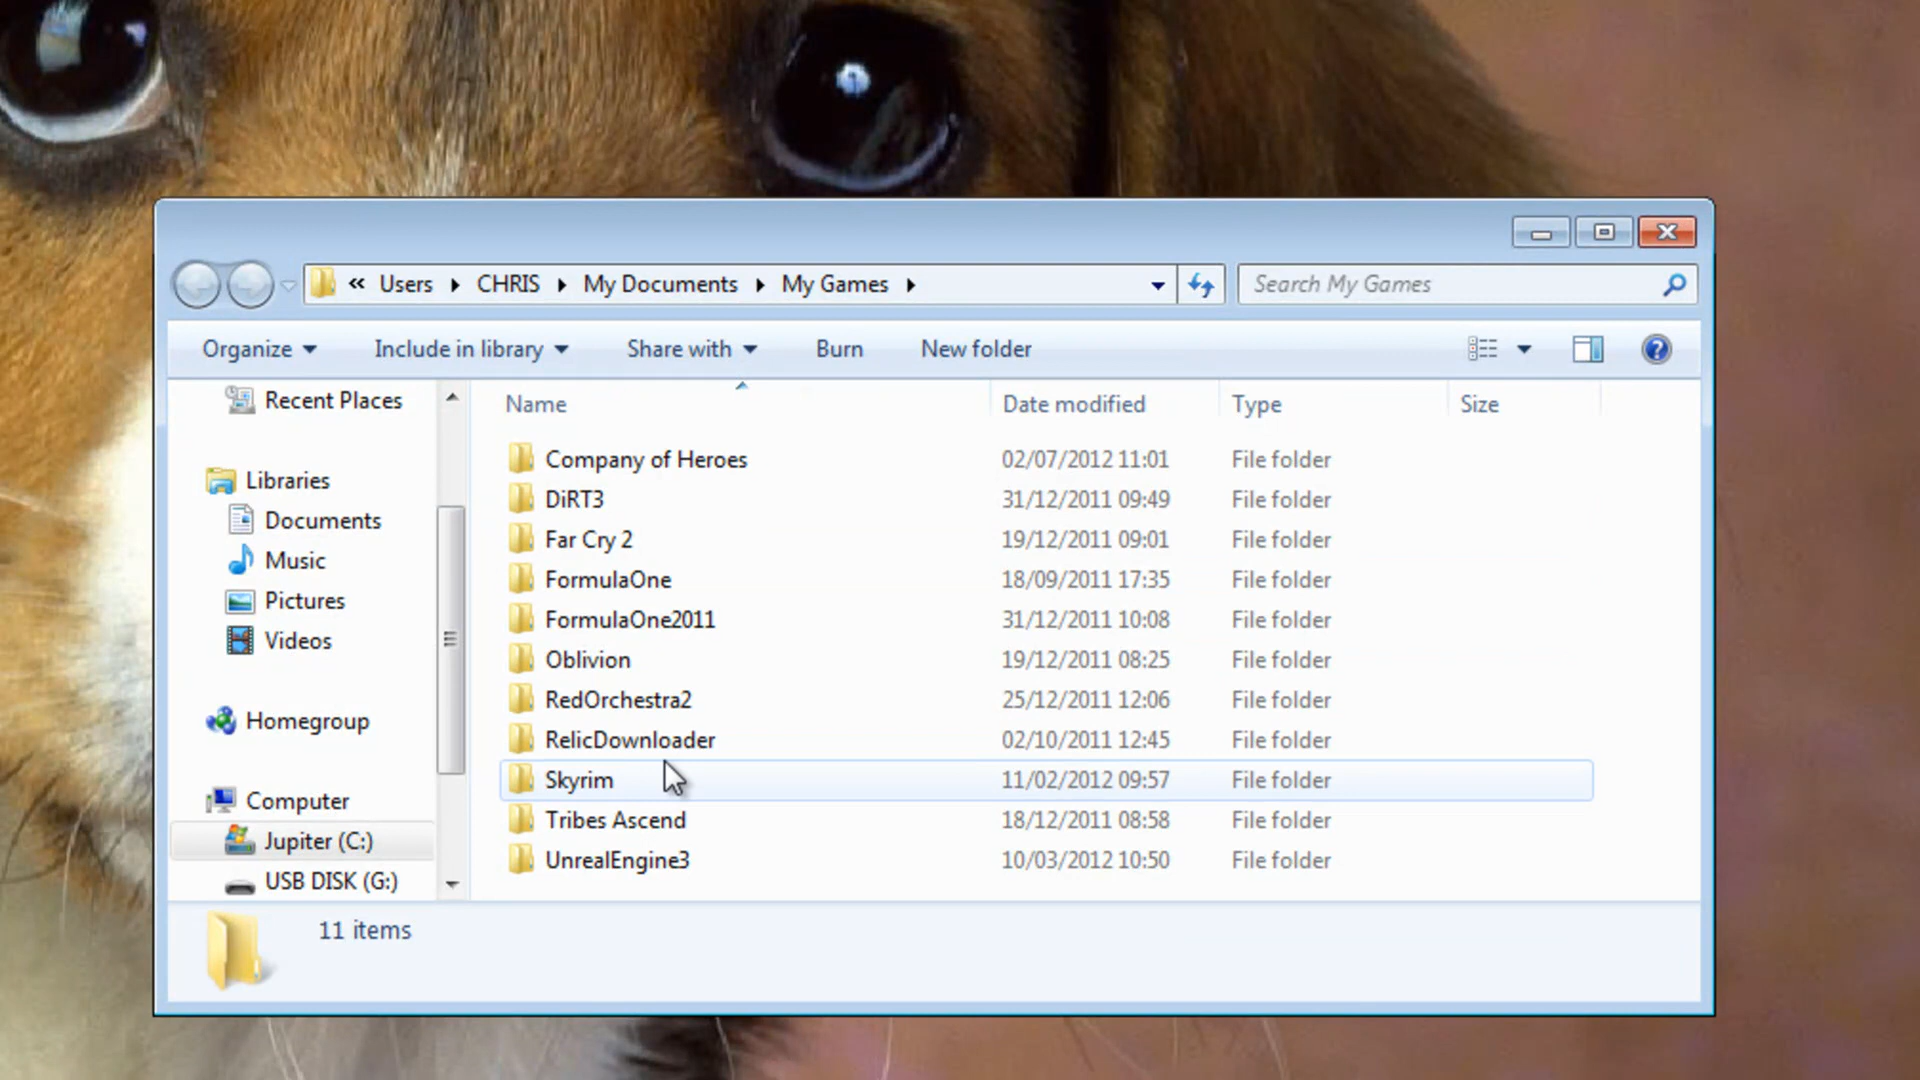 « Users ▸ CHRIS ▸ My Documents ▸ My Games ▸
Search My Games
Organize Include in library Share with Burn New folder
Recent Places
Libraries
Documents
Music
Pictures
Videos
Homegroup
Computer
Jupiter (C:)
USB DISK (G:)
Name Date modified Type Size
Company of Heroes 02/07/2012 11:01 File folder
DiRT3 31/12/2011 09:49 File folder
Far Cry 2 19/12/2011 09:01 File folder
FormulaOne 18/09/2011 17:35 File folder
FormulaOne2011 31/12/2011 10:08 File folder
Oblivion 19/12/2011 08:25 File folder
RedOrchestra2 25/12/2011 12:06 File folder
RelicDownloader 02/10/2011 12:45 File folder
Skyrim 11/02/2012 09:57 File folder
Tribes Ascend 18/12/2011 08:58 File folder
UnrealEngine3 10/03/2012 10:50 File folder
11 items